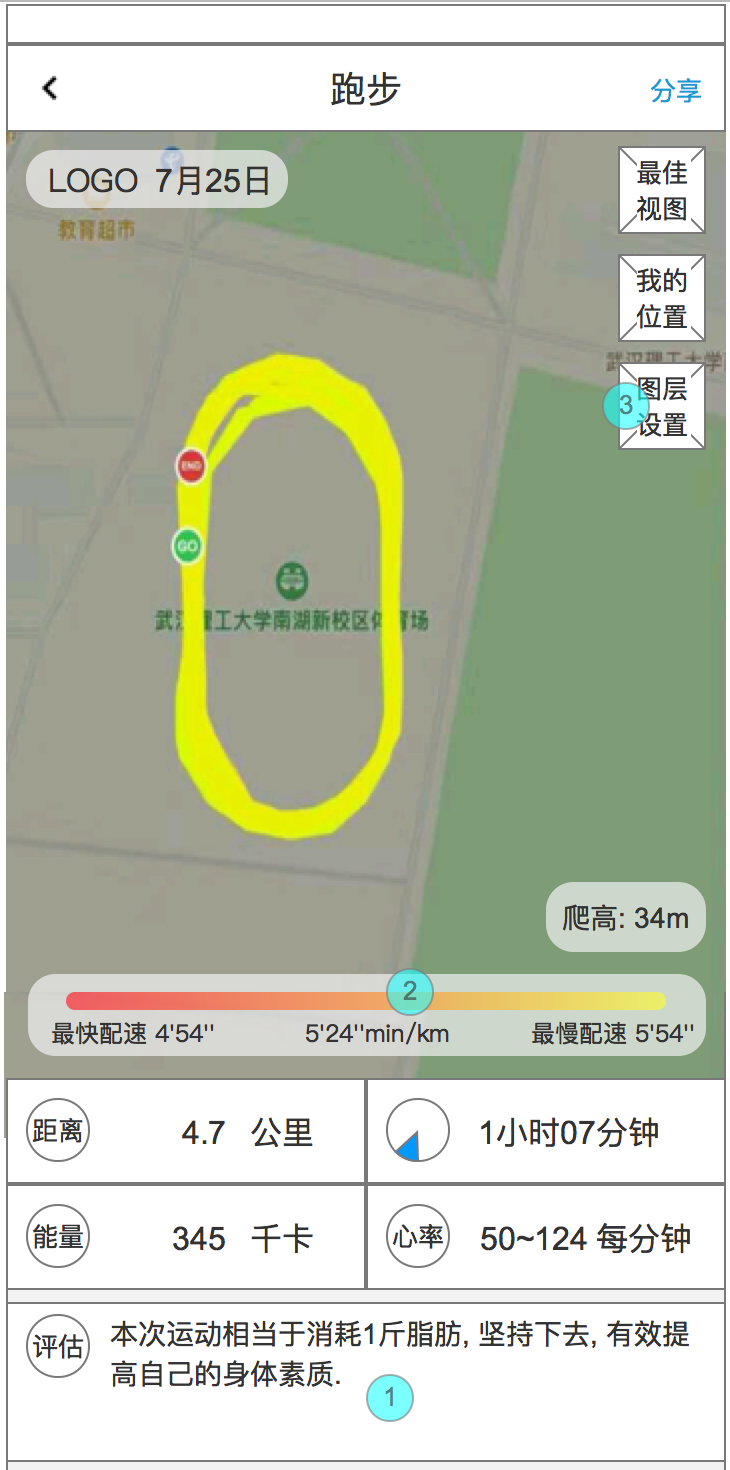 跑步
分享
LOGO 7月25日
教育超市
最佳
视图
我的
位置
武汉理工大学
图层
设置
3
END
GO
武汉理工大学南湖新校区体育场
爬高: 34m
2
最快配速 4'54''
5'24''min/km
最慢配速 5'54''
距离
4.7 公里
1小时07分钟
能量
345 千卡
心率
50~124 每分钟
评估
本次运动相当于消耗1斤脂肪, 坚持下去, 有效提
高自己的身体素质.
1